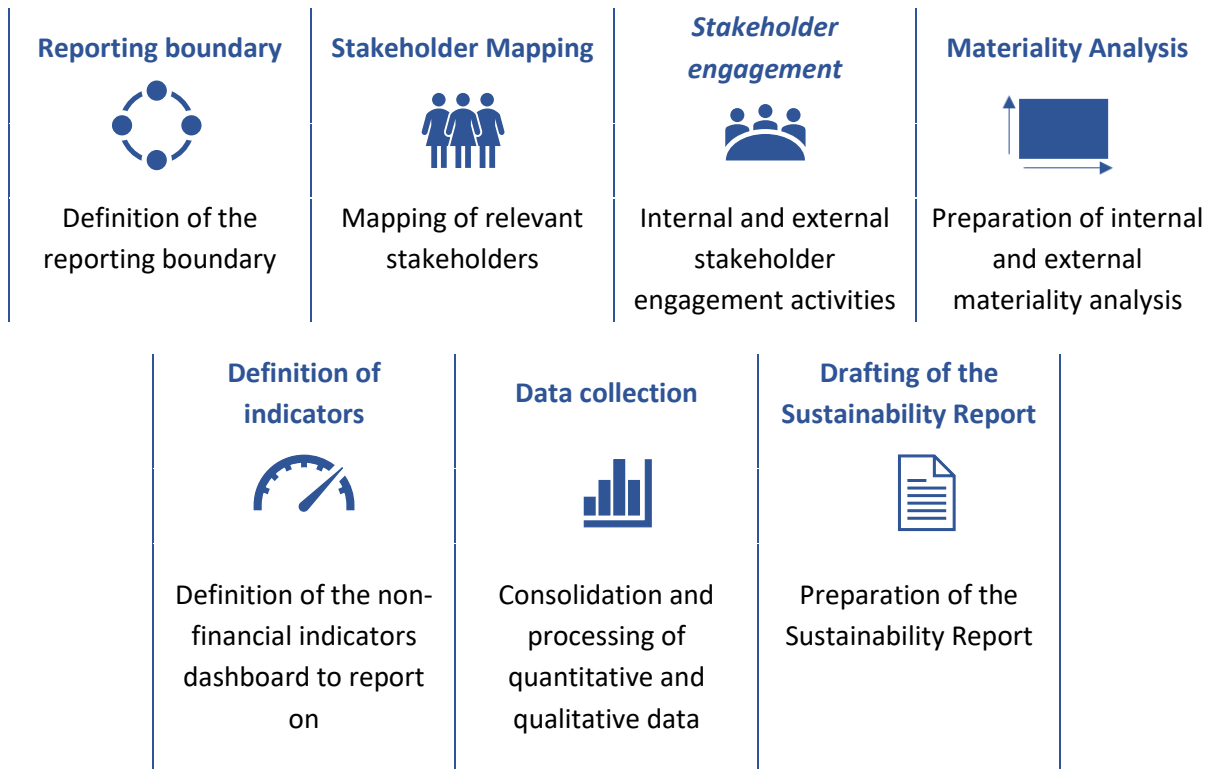 Reporting boundary
Definition of the
reporting boundary
Stakeholder Mapping
Mapping of relevant
stakeholders
Stakeholder
engagement
Internal and external
stakeholder
engagement activities
Materiality Analysis
Preparation of internal
and external
materiality analysis
Definition of
indicators
Definition of the non-
financial indicators
dashboard to report
on
Data collection
Consolidation and
processing of
quantitative and
qualitative data
Drafting of the
Sustainability Report
Preparation of the
Sustainability Report